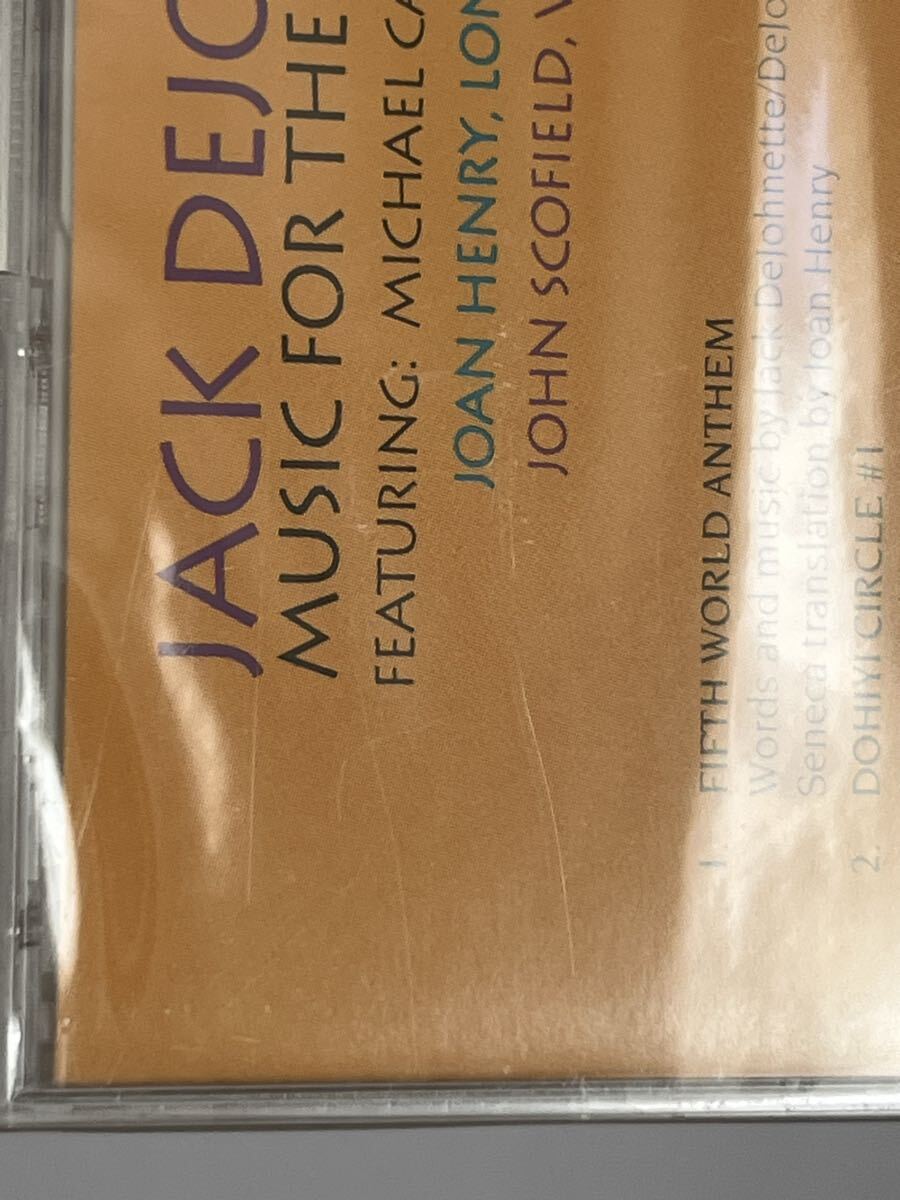 JACK DEJO
MUSIC FOR THE
FEATURING: MICHAEL CA
JOAN HENRY, LON
JOHN SCOFIELD, V
1. FIFTH WORLD ANTHEM
Words and music by Jack DeJohnette/DeJo
Seneca translation by Joan Henry
2. DOHIYI CIRCLE #1